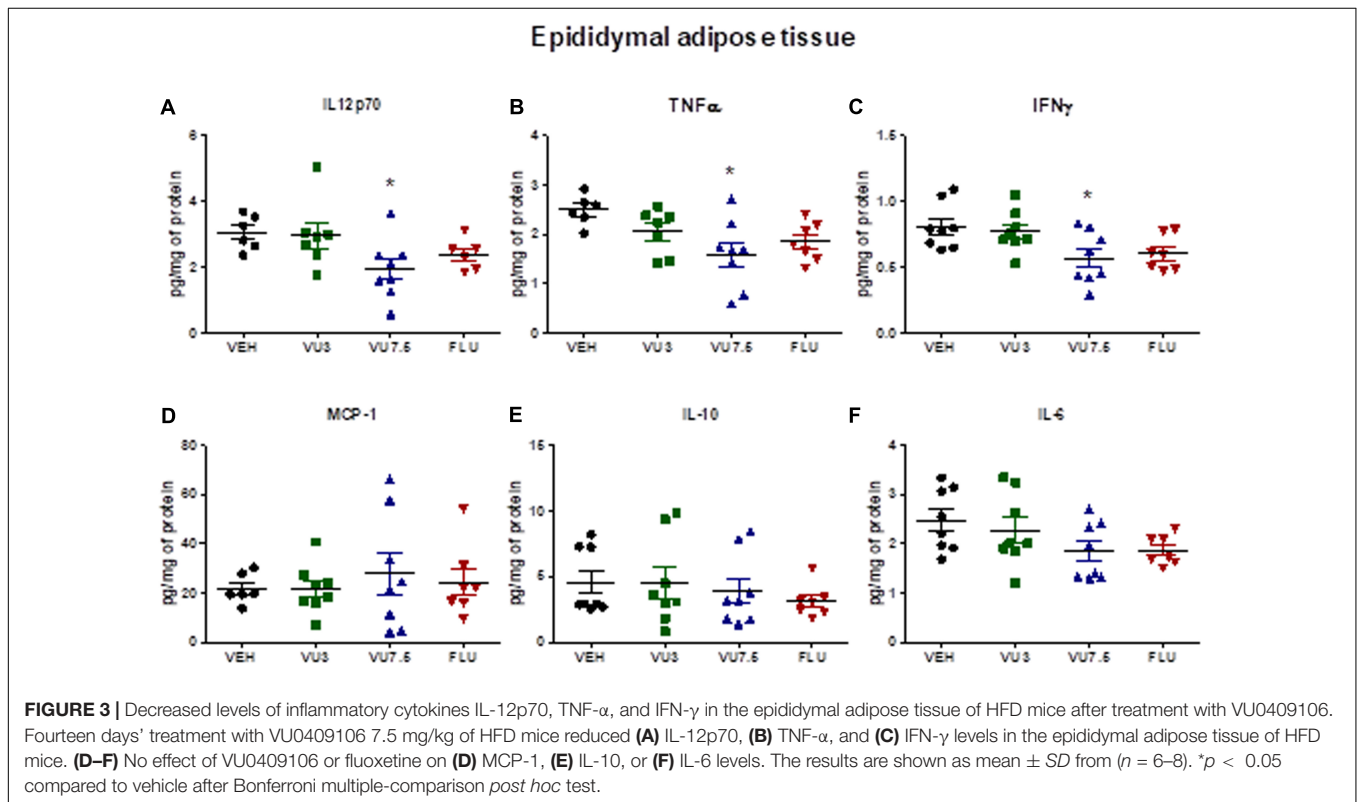 Epididymal adipose tissue
A IL12p70
pg/mg of protein
6
4
2
0
VEH VU3 VU7.5 FLU
*
B TNFα
pg/mg of protein
4
3
2
1
0
VEH VU3 VU7.5 FLU
*
C IFNγ
pg/mg of protein
1.5
1.0
0.5
0.0
VEH VU3 VU7.5 FLU
*
D MCP-1
pg/mg of protein
80
60
40
20
0
VEH VU3 VU7.5 FLU
E IL-10
pg/mg of protein
15
10
5
0
VEH VU3 VU7.5 FLU
F IL-6
pg/mg of protein
4
3
2
1
0
VEH VU3 VU7.5 FLU
FIGURE 3 | Decreased levels of inflammatory cytokines IL-12p70, TNF-α, and IFN-γ in the epididymal adipose tissue of HFD mice after treatment with VU0409106.
Fourteen days' treatment with VU0409106 7.5 mg/kg of HFD mice reduced (A) IL-12p70, (B) TNF-α, and (C) IFN-γ levels in the epididymal adipose tissue of HFD
mice. (D–F) No effect of VU0409106 or fluoxetine on (D) MCP-1, (E) IL-10, or (F) IL-6 levels. The results are shown as mean ± SD from (n = 6–8). *p < 0.05
compared to vehicle after Bonferroni multiple-comparison post hoc test.